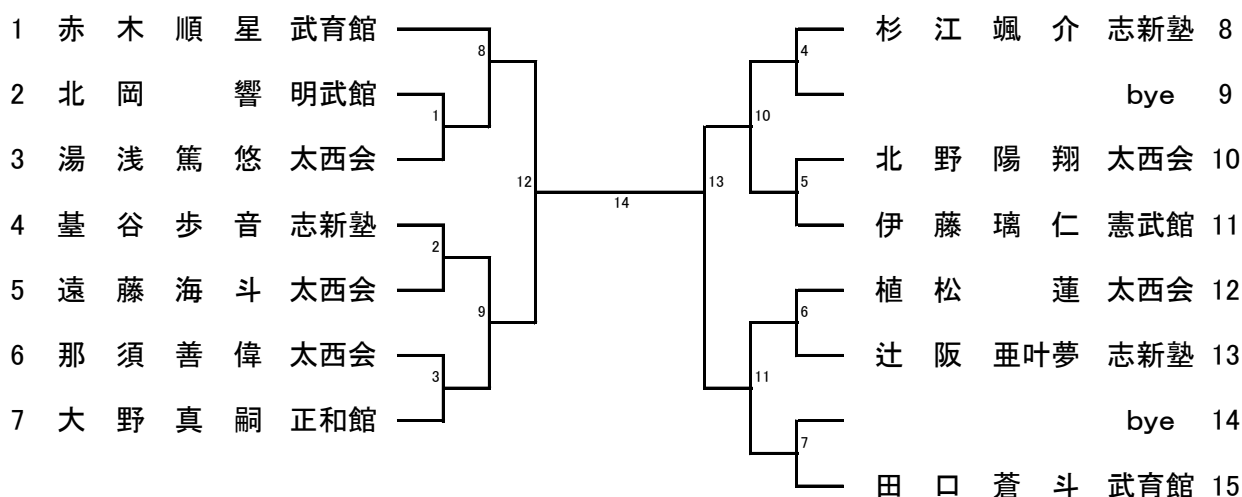 1 赤木順星 武育館
2 北岡響 明武館
3 湯浅篤悠 太西会
4 基谷歩音 志新塾
5 遠藤海斗 太西会
6 那須善偉 太西会
7 大野真嗣 正和館
8
1
12
2
9
3
14
杉江颯介 志新塾 8
bye 9
北野陽翔 太西会 10
伊藤璃仁 憲武館 11
植松蓮 太西会 12
辻阪亜叶夢 志新塾 13
bye 14
田口蒼斗 武育館 15
4
10
5
13
6
11
7